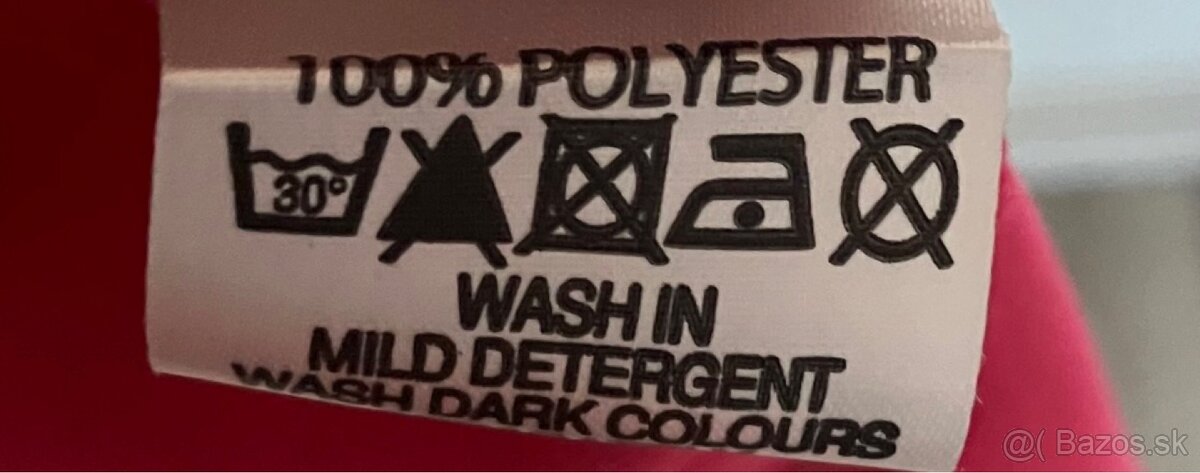 100% POLYESTER
30°
WASH IN
MILD DETERGENT
WASH DARK COLOURS
@( Bazos.sk